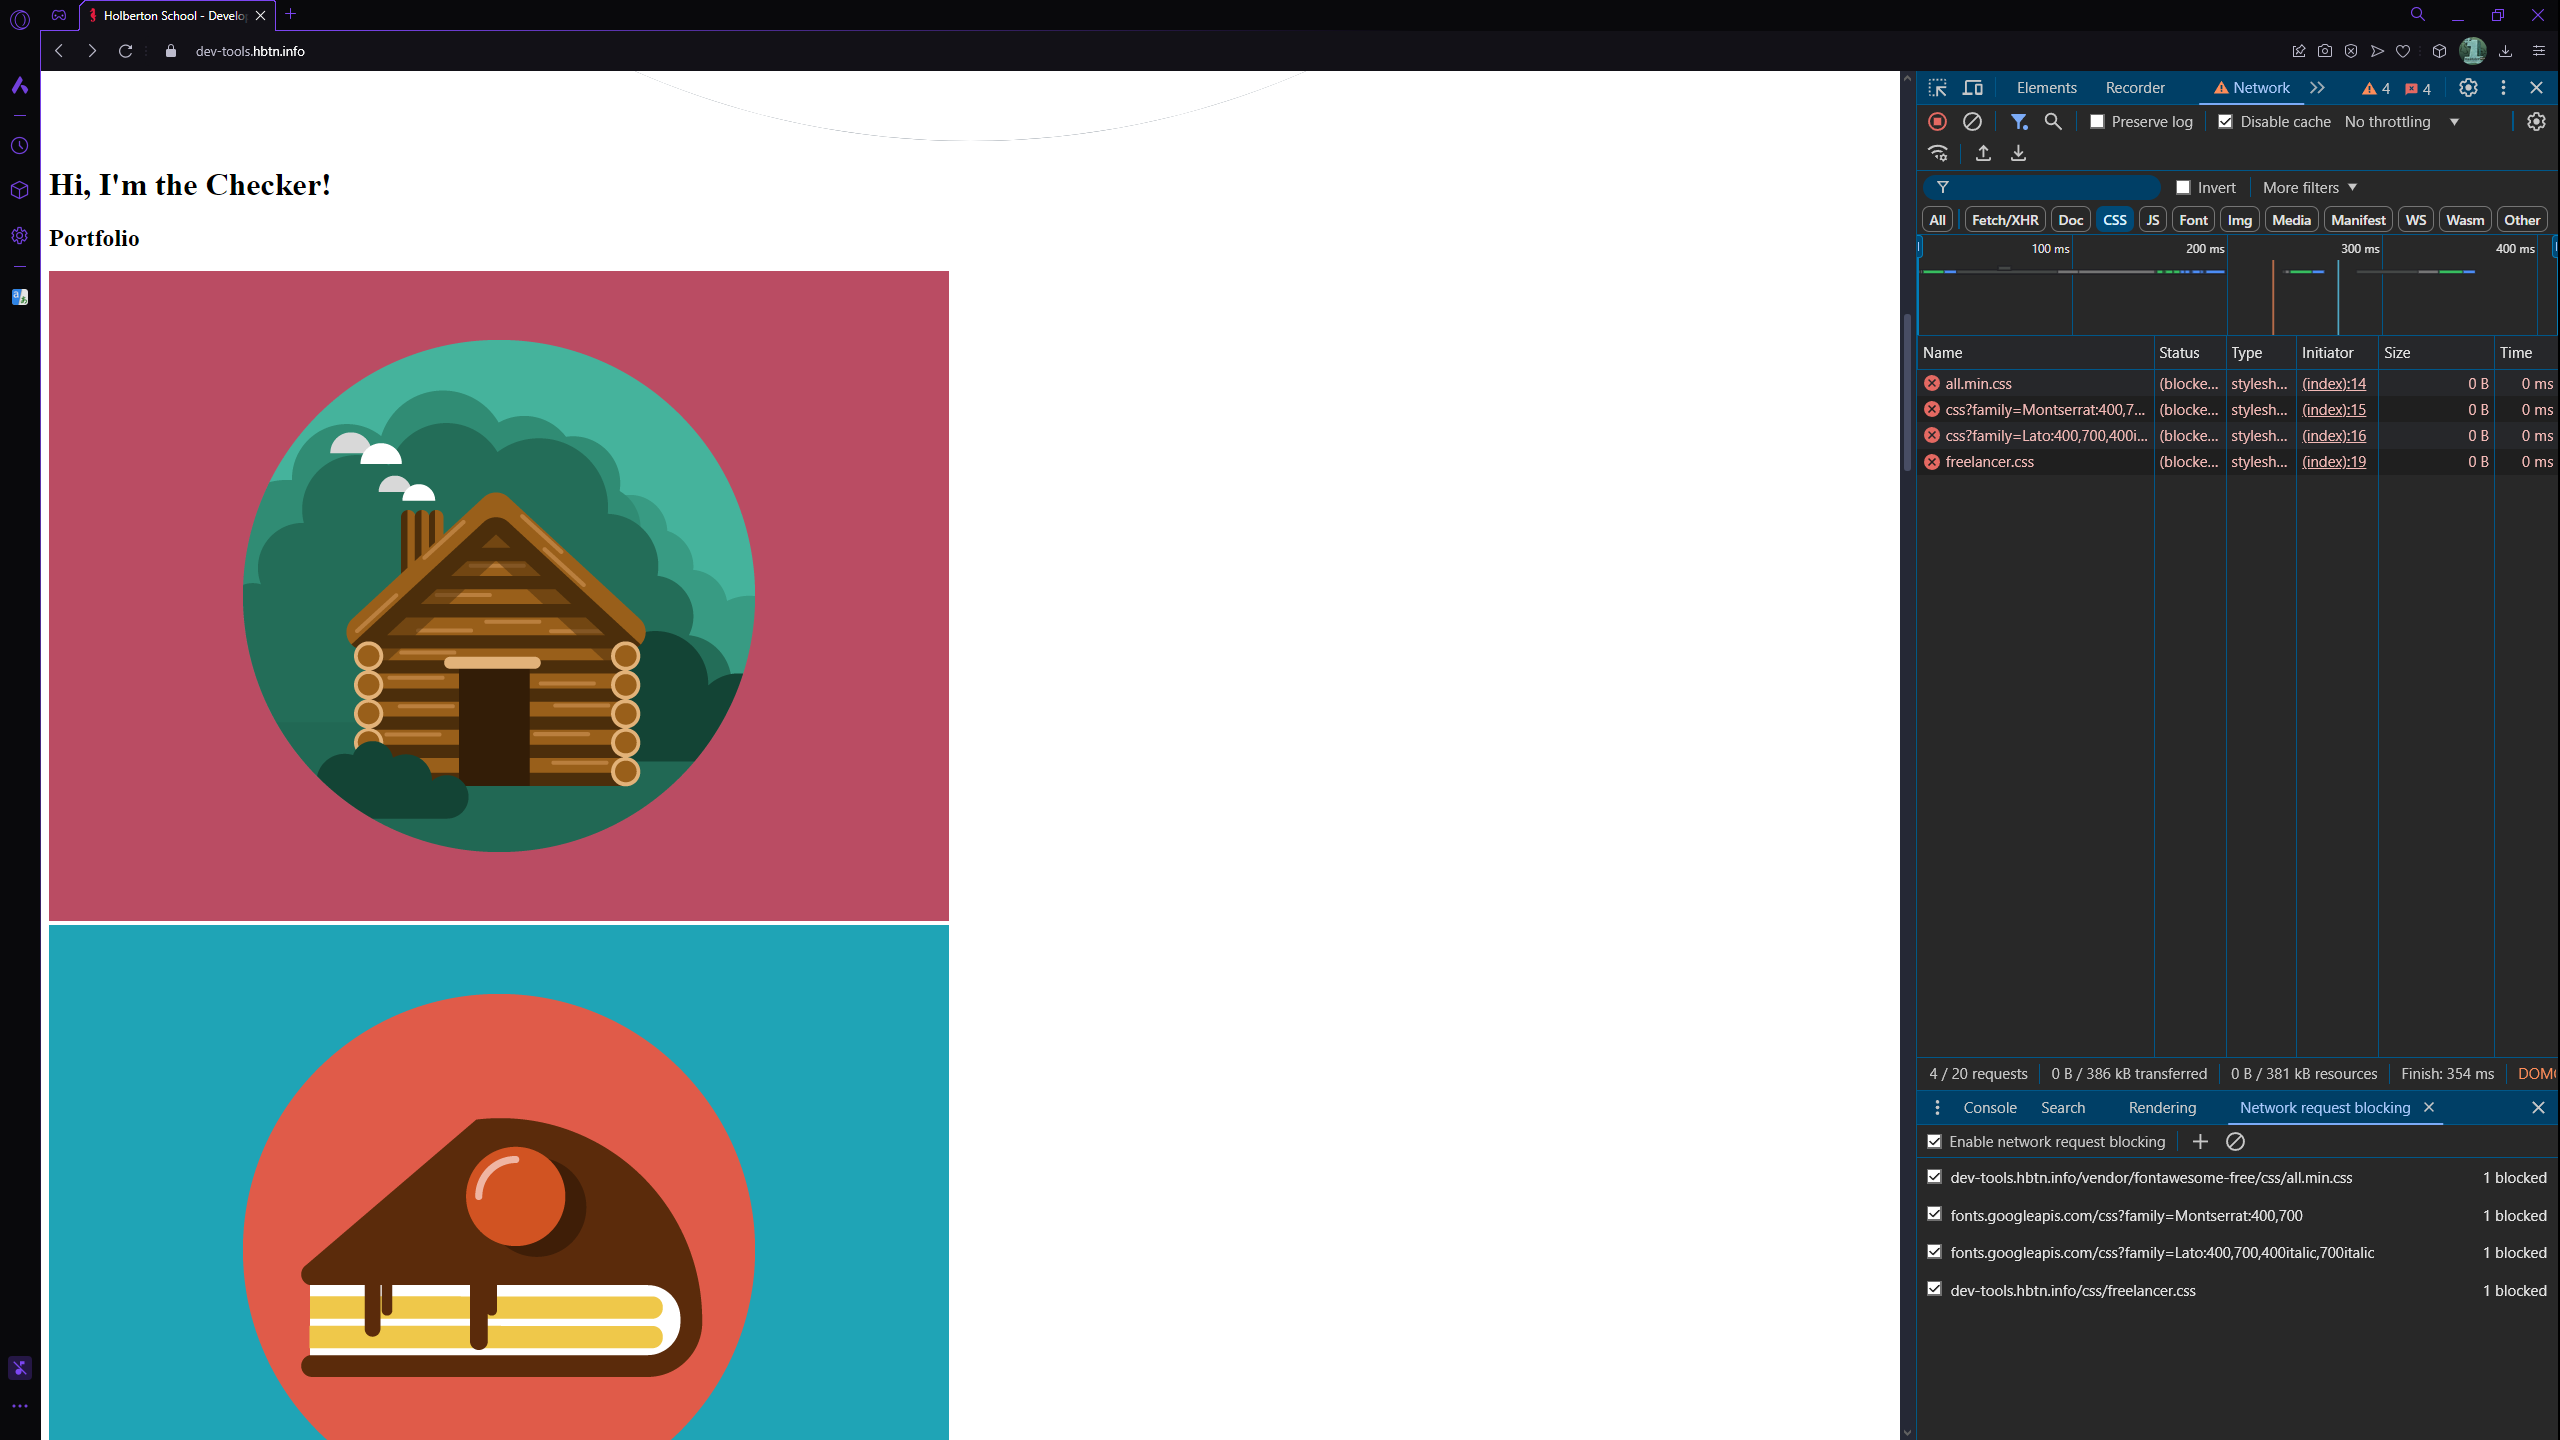 Holberton School - Develop
dev-tools.hbtn.info
Hi, I'm the Checker!
Portfolio
Elements
Recorder
Network
4
4
Preserve log
Disable cache
No throttling
Invert
More filters
All
Fetch/XHR
Doc
CSS
JS
Font
Img
Media
Manifest
WS
Wasm
Other
100 ms
200 ms
300 ms
400 ms
Name Status Type Initiator Size Time
all.min.css (blocke... stylesh... (index):14 0 B 0 ms
css?family=Montserrat:400,7... (blocke... stylesh... (index):15 0 B 0 ms
css?family=Lato:400,700,400i... (blocke... stylesh... (index):16 0 B 0 ms
freelancer.css (blocke... stylesh... (index):19 0 B 0 ms
4 / 20 requests 0 B / 386 kB transferred 0 B / 381 kB resources Finish: 354 ms
Console
Search
Rendering
Network request blocking
Enable network request blocking
dev-tools.hbtn.info/vendor/fontawesome-free/css/all.min.css 1 blocked
fonts.googleapis.com/css?family=Montserrat:400,700 1 blocked
fonts.googleapis.com/css?family=Lato:400,700,400italic,700italic 1 blocked
dev-tools.hbtn.info/css/freelancer.css 1 blocked